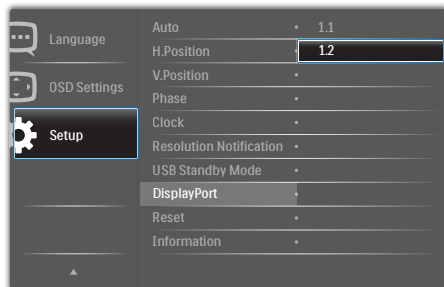 Language
OSD Settings
Setup
Auto
H.Position
V.Position
Phase
Clock
Resolution Notification
USB Standby Mode
DisplayPort
Reset
Information
1.1
1.2